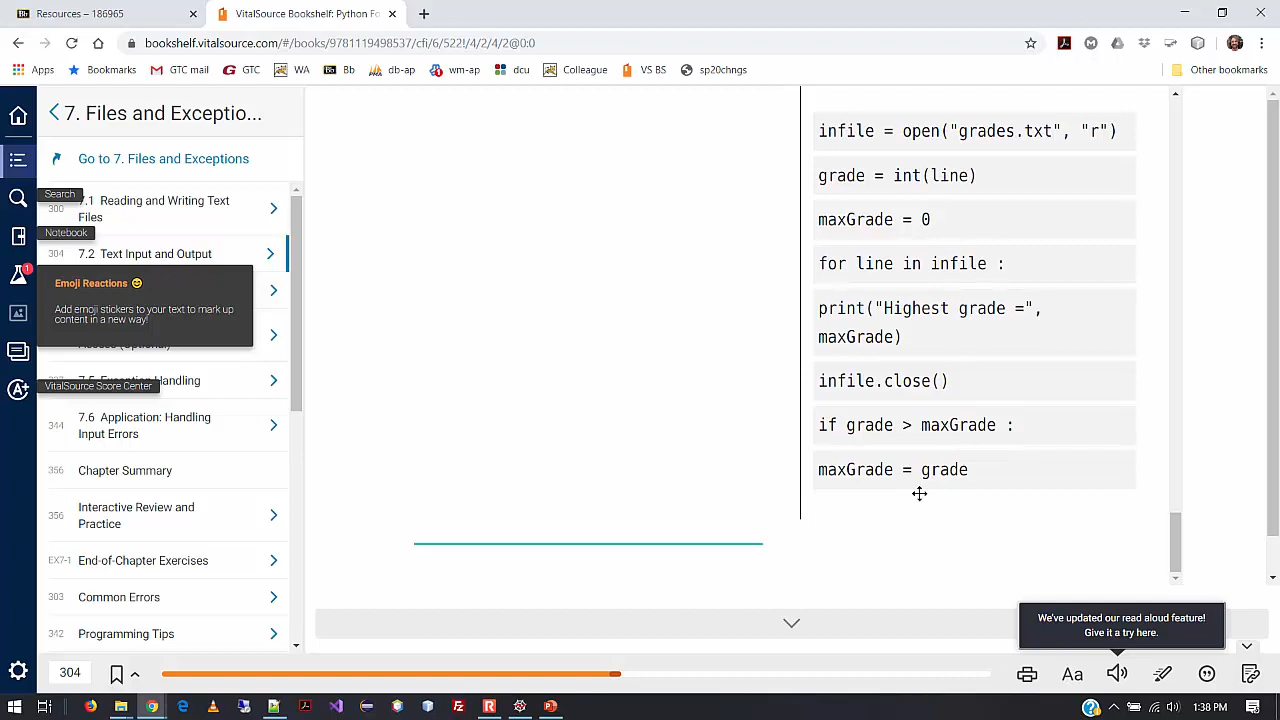 Resources – 186965
VitalSource Bookshelf: Python Fo
bookshelf.vitalsource.com/#/books/9781119498537/cfi/6/522!/4/2/4/2@0:0
Apps
Bookmarks
GTC mail
GTC
WA
Bb
db-ap
wm-ap
dcu
Colleague
VS BS
sp20chngs
Other bookmarks
7. Files and Exceptio...
Go to 7. Files and Exceptions
Search
300
7.1 Reading and Writing Text
Files
Notebook
304
7.2 Text Input and Output
1
Emoji Reactions 😊
Add emoji stickers to your text to mark up
content in a new way!
Handling
VitalSource Score Center
344
7.6 Application: Handling
Input Errors
Chapter Summary
356
Interactive Review and
Practice
EX7-1
End-of-Chapter Exercises
303
Common Errors
342
Programming Tips
infile = open("grades.txt", "r")
grade = int(line)
maxGrade = 0
for line in infile :
print("Highest grade =",
maxGrade)
infile.close()
if grade > maxGrade :
maxGrade = grade
We've updated our read aloud feature!
Give it a try here.
304
Aa
1:38 PM